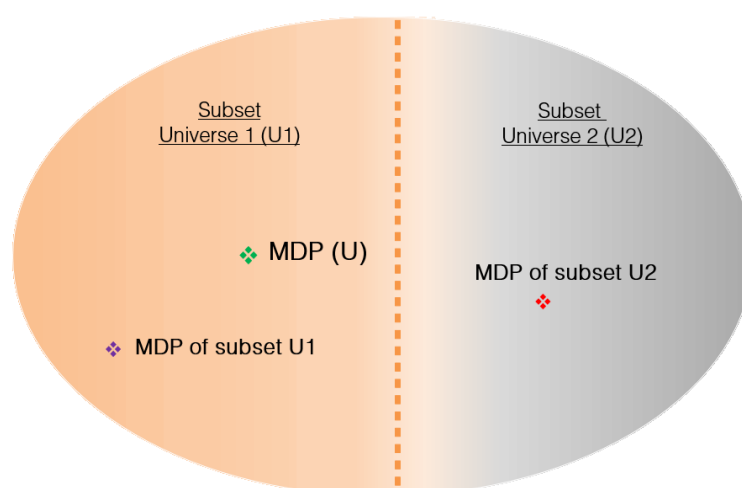 Subset
Universe 1 (U1)
Subset
Universe 2 (U2)
MDP (U)
MDP of subset U2
MDP of subset U1